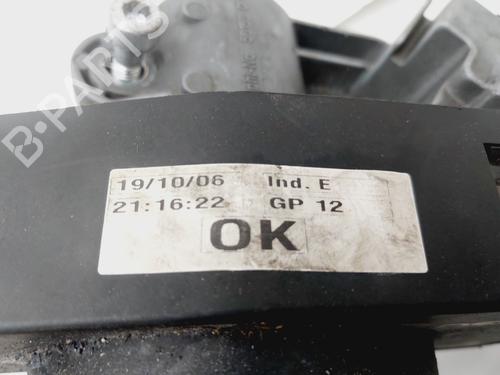 19/10/06 Ind. E
21:16:22 GP 12
OK
B-PARTS